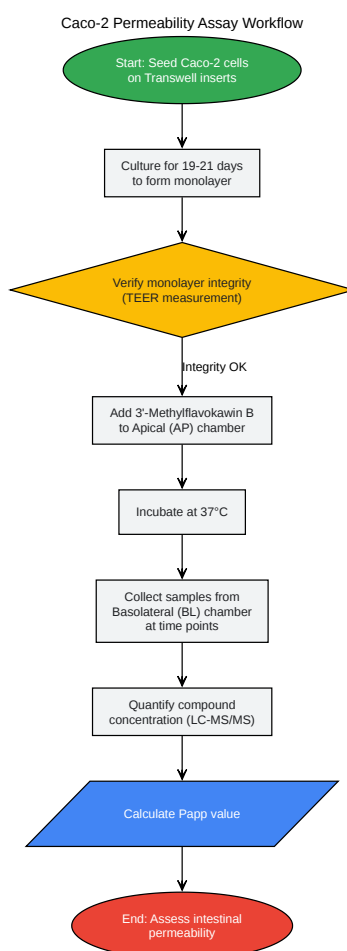 Caco-2 Permeability Assay Workflow
Start: Seed Caco-2 cells
on Transwell inserts
Culture for 19-21 days
to form monolayer
Verify monolayer integrity
(TEER measurement)
Integrity OK
Add 3'-Methylflavokawin B
to Apical (AP) chamber
Incubate at 37°C
Collect samples from
Basolateral (BL) chamber
at time points
Quantify compound
concentration (LC-MS/MS)
Calculate Papp value
End: Assess intestinal
permeability